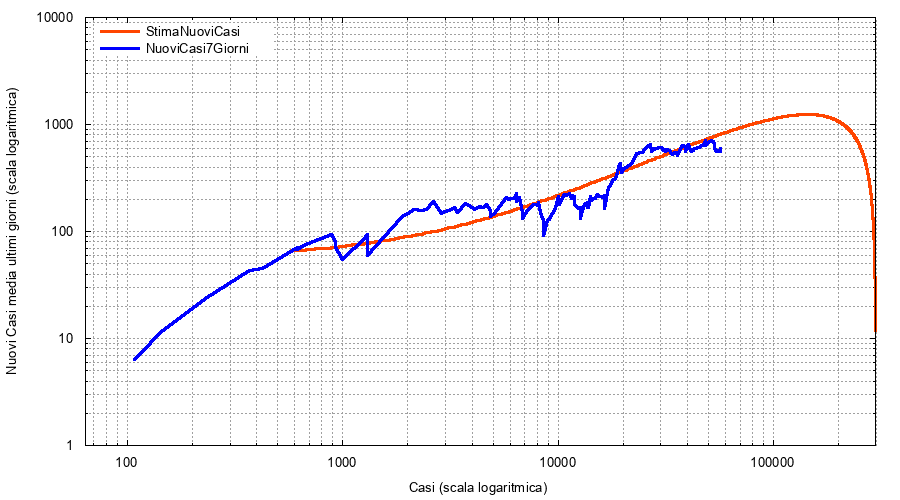 10000
1000
100
10
1
StimaNuoviCasi
NuoviCasi7Giorni
Nuovi Casi media ultimi giorni (scala logaritmica)
100 1000 10000 100000
Casi (scala logaritmica)